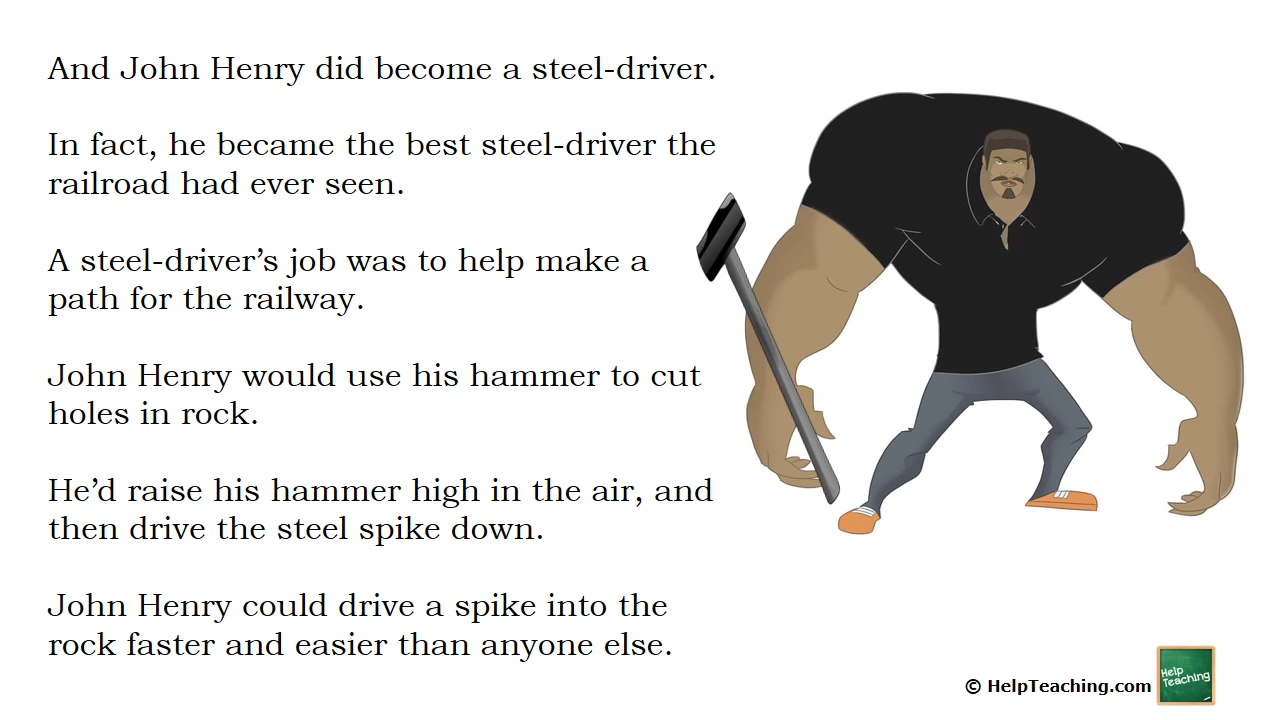 And John Henry did become a steel-driver.
In fact, he became the best steel-driver the
railroad had ever seen.
A steel-driver’s job was to help make a
path for the railway.
John Henry would use his hammer to cut
holes in rock.
He’d raise his hammer high in the air, and
then drive the steel spike down.
John Henry could drive a spike into the
rock faster and easier than anyone else.
© HelpTeaching.com
Help
Teaching